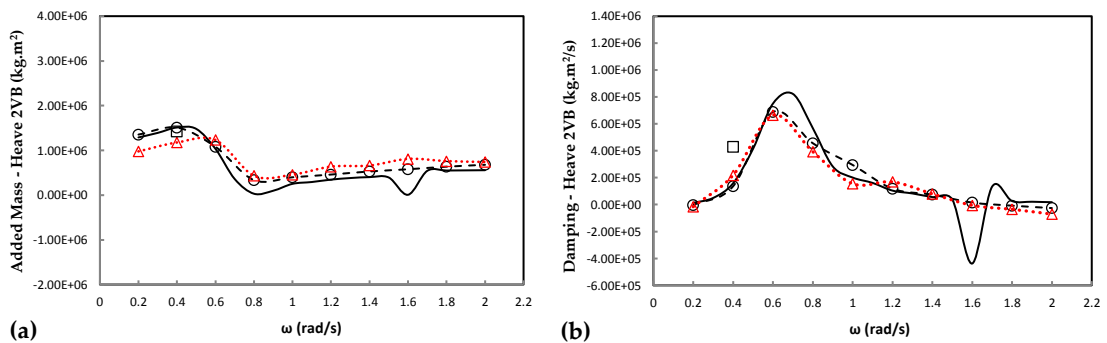 Added Mass - Heave 2VB (kg.m²)
4.00E+06
3.00E+06
2.00E+06
1.00E+06
0.00E+00
-1.00E+06
-2.00E+06
0 0.2 0.4 0.6 0.8 1 1.2 1.4 1.6 1.8 2 2.2
ω (rad/s)
(a)
Damping - Heave 2VB (kg.m²/s)
1.40E+06
1.20E+06
1.00E+06
8.00E+05
6.00E+05
4.00E+05
2.00E+05
0.00E+00
-2.00E+05
-4.00E+05
-6.00E+05
0 0.2 0.4 0.6 0.8 1 1.2 1.4 1.6 1.8 2 2.2
ω (rad/s)
(b)